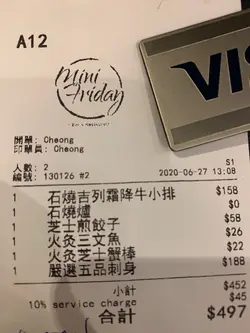 A12
Mini
Friday
VIS
開單: Cheong
印單員: Cheong
人數: 2
S1
編號: 130126 #2
2020-06-27 13:08
1 石燒吉列霜降牛小排 $158
1 石燒爐 $0
1 芝士煎餃子 $58
1 火炙三文魚 $26
1 火炙芝士蟹棒 $22
1 嚴選五品刺身 $188
小計: $452
10% service charge $45
總計: $497